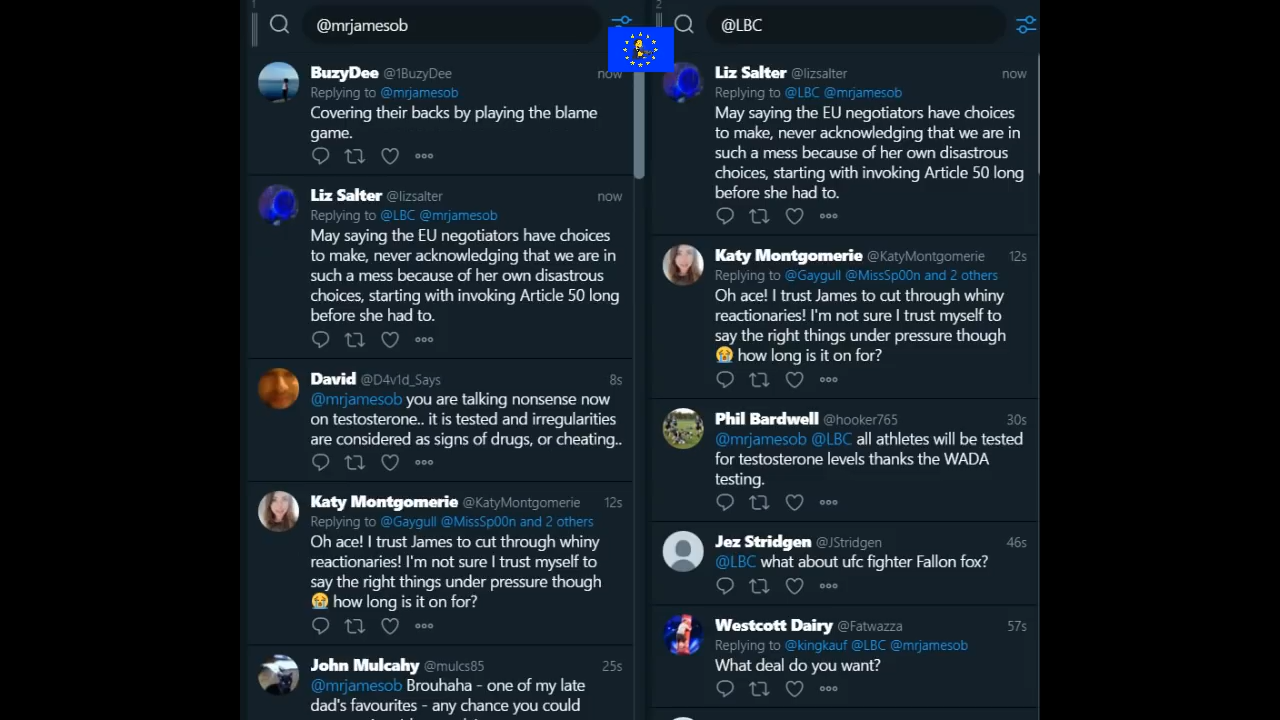 1
@mrjamesob
BuzyDee @1BuzyDee now
Replying to @mrjamesob
Covering their backs by playing the blame
game.
Liz Salter @lizsalter now
Replying to @LBC @mrjamesob
May saying the EU negotiators have choices
to make, never acknowledging that we are in
such a mess because of her own disastrous
choices, starting with invoking Article 50 long
before she had to.
David @D4v1d_Says 8s
@mrjamesob you are talking nonsense now
on testosterone.. it is tested and irregularities
are considered as signs of drugs, or cheating..
Katy Montgomerie @KatyMontgomerie 12s
Replying to @Gaygull @MissSp00n and 2 others
Oh ace! I trust James to cut through whiny
reactionaries! I'm not sure I trust myself to
say the right things under pressure though
😭 how long is it on for?
John Mulcahy @mulcs85 25s
@mrjamesob Brouhaha - one of my late
dad's favourites - any chance you could
2
@LBC
Liz Salter @lizsalter now
Replying to @LBC @mrjamesob
May saying the EU negotiators have choices
to make, never acknowledging that we are in
such a mess because of her own disastrous
choices, starting with invoking Article 50 long
before she had to.
Katy Montgomerie @KatyMontgomerie 12s
Replying to @Gaygull @MissSp00n and 2 others
Oh ace! I trust James to cut through whiny
reactionaries! I'm not sure I trust myself to
say the right things under pressure though
😭 how long is it on for?
Phil Bardwell @hooker765 30s
@mrjamesob @LBC all athletes will be tested
for testosterone levels thanks the WADA
testing.
Jez Stridgen @JStridgen 46s
@LBC what about ufc fighter Fallon fox?
Westcott Dairy @Fatwazza 57s
Replying to @kingkauf @LBC @mrjamesob
What deal do you want?